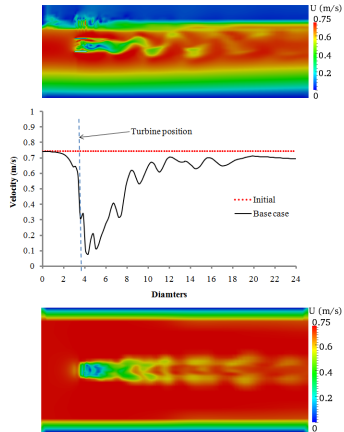 U (m/s)
0.75
0.6
0.4
0.2
0
1
0.9
0.8
0.7
0.6
0.5
0.4
0.3
0.2
0.1
0
Velocity (m/s)
Turbine position
Initial
Base case
0 2 4 6 8 10 12 14 16 18 20 22 24
Diamters
U (m/s)
0.75
0.6
0.4
0.2
0